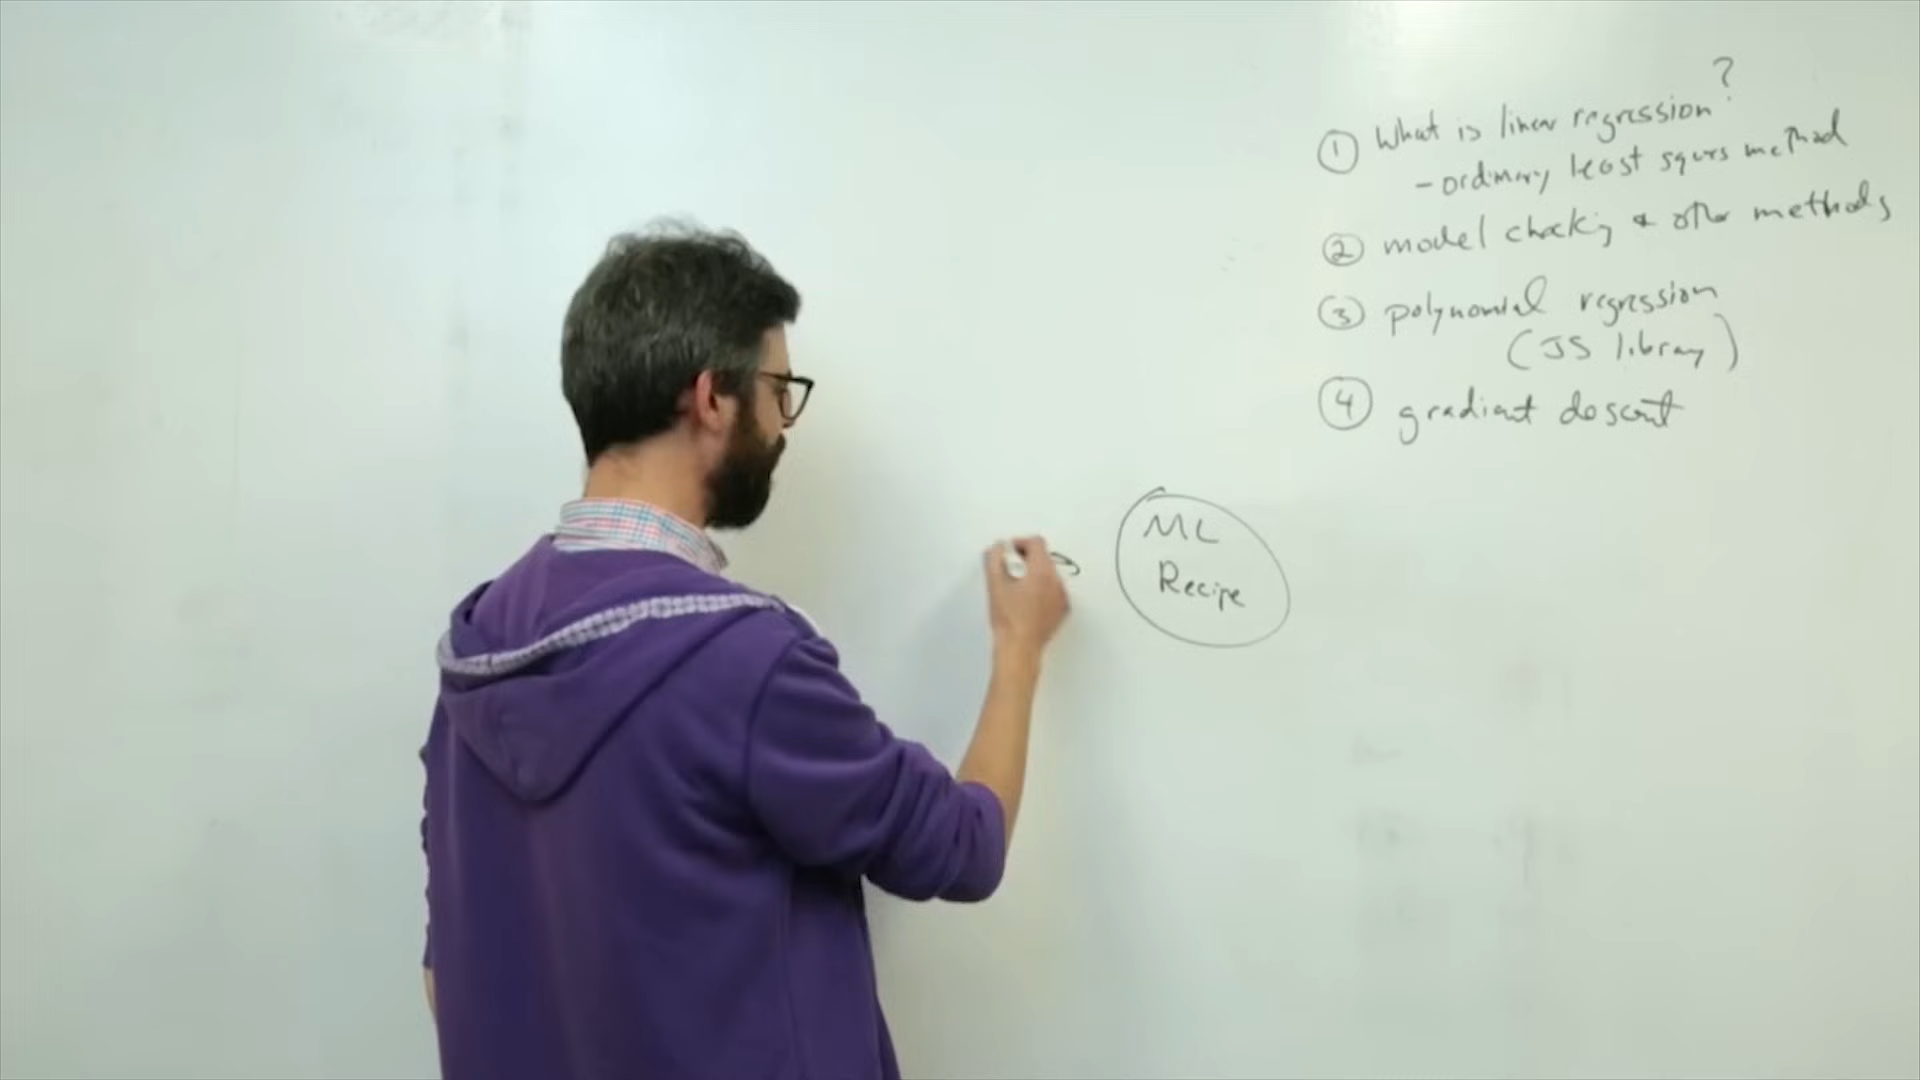 ?
① What is linear regression?
- ordinary least squrs method
② model checking & other methods
③ polynomial regression
(JS library)
④ gradient descent
ML
Recipe